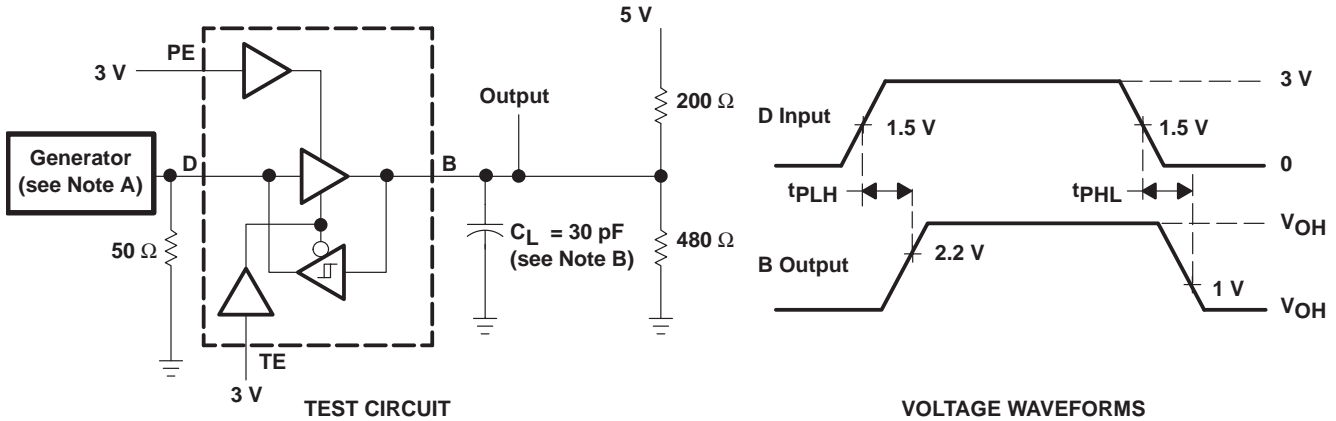 5 V
PE
3 V
Output
200 Ω
Generator
(see Note A)
D
B
50 Ω
CL = 30 pF
(see Note B)
480 Ω
TE
3 V
TEST CIRCUIT
3 V
D Input
1.5 V
1.5 V
0
tPLH
tPHL
VOH
2.2 V
B Output
1 V
VOH
VOLTAGE WAVEFORMS